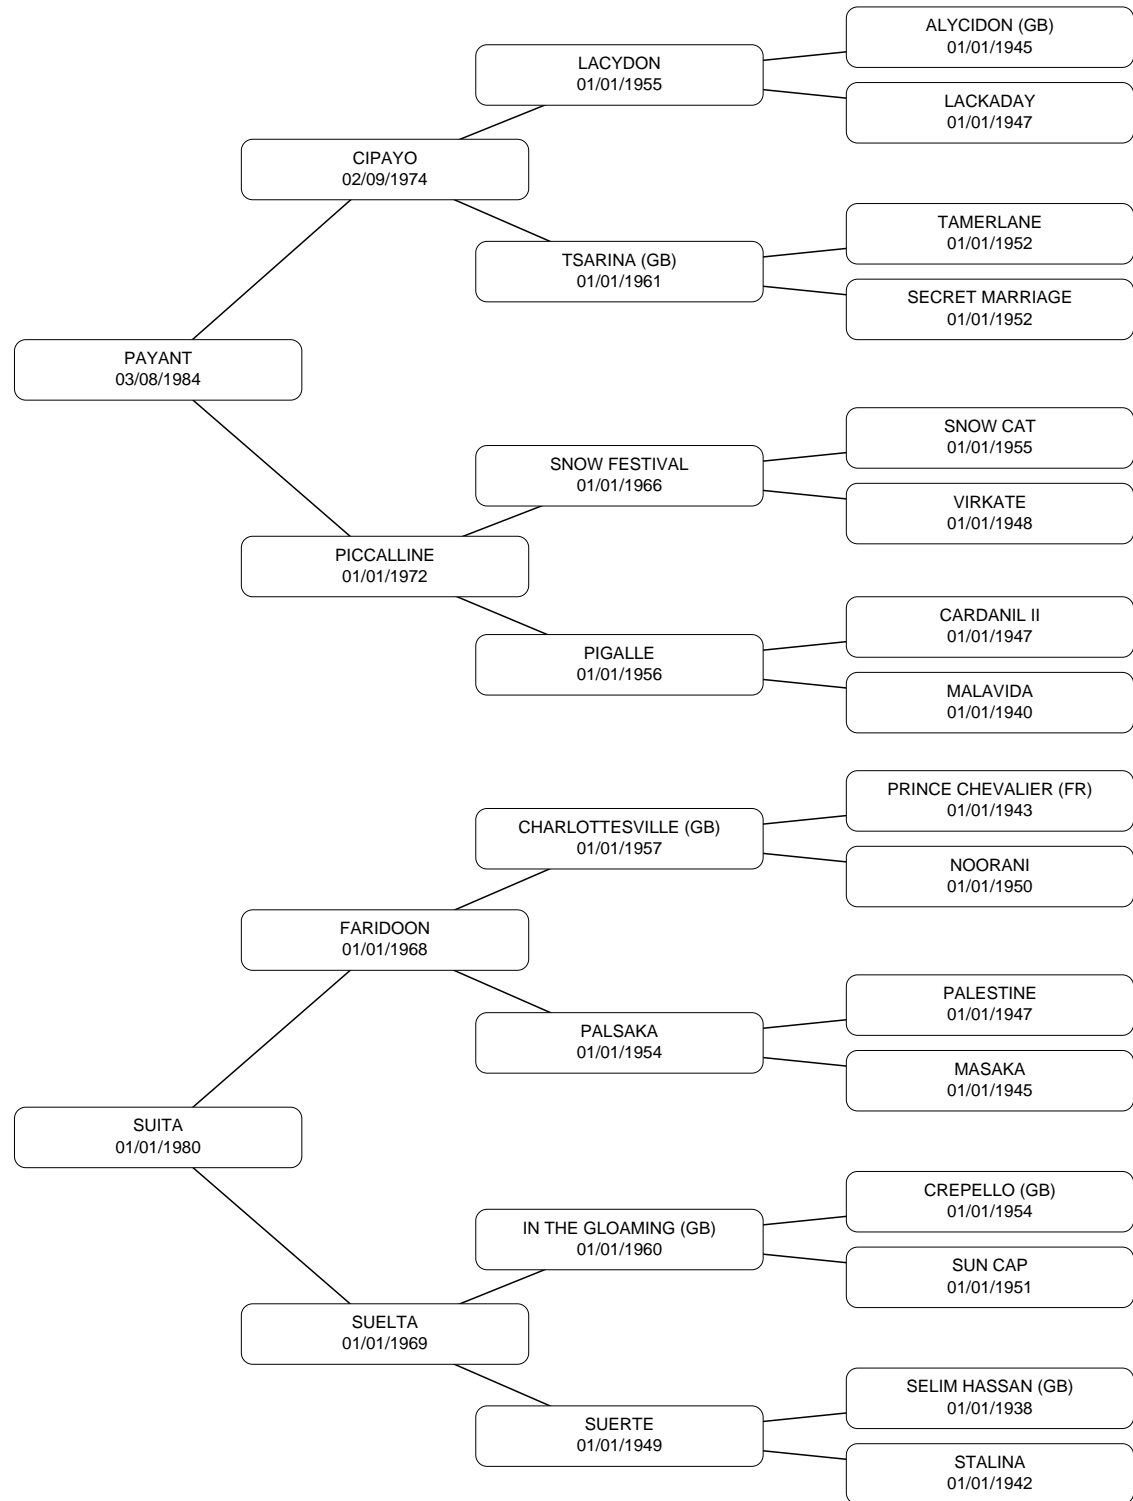 ALYCIDON (GB)
01/01/1945
LACYDON
01/01/1955
LACKADAY
01/01/1947
CIPAYO
02/09/1974
TAMERLANE
01/01/1952
TSARINA (GB)
01/01/1961
SECRET MARRIAGE
01/01/1952
PAYANT
03/08/1984
SNOW CAT
01/01/1955
SNOW FESTIVAL
01/01/1966
VIRKATE
01/01/1948
PICCALLINE
01/01/1972
CARDANIL II
01/01/1947
PIGALLE
01/01/1956
MALAVIDA
01/01/1940
PRINCE CHEVALIER (FR)
01/01/1943
CHARLOTTESVILLE (GB)
01/01/1957
NOORANI
01/01/1950
FARIDOON
01/01/1968
PALESTINE
01/01/1947
PALSAKA
01/01/1954
MASAKA
01/01/1945
SUITA
01/01/1980
CREPELLO (GB)
01/01/1954
IN THE GLOAMING (GB)
01/01/1960
SUN CAP
01/01/1951
SUELTA
01/01/1969
SELIM HASSAN (GB)
01/01/1938
SUERTE
01/01/1949
STALINA
01/01/1942